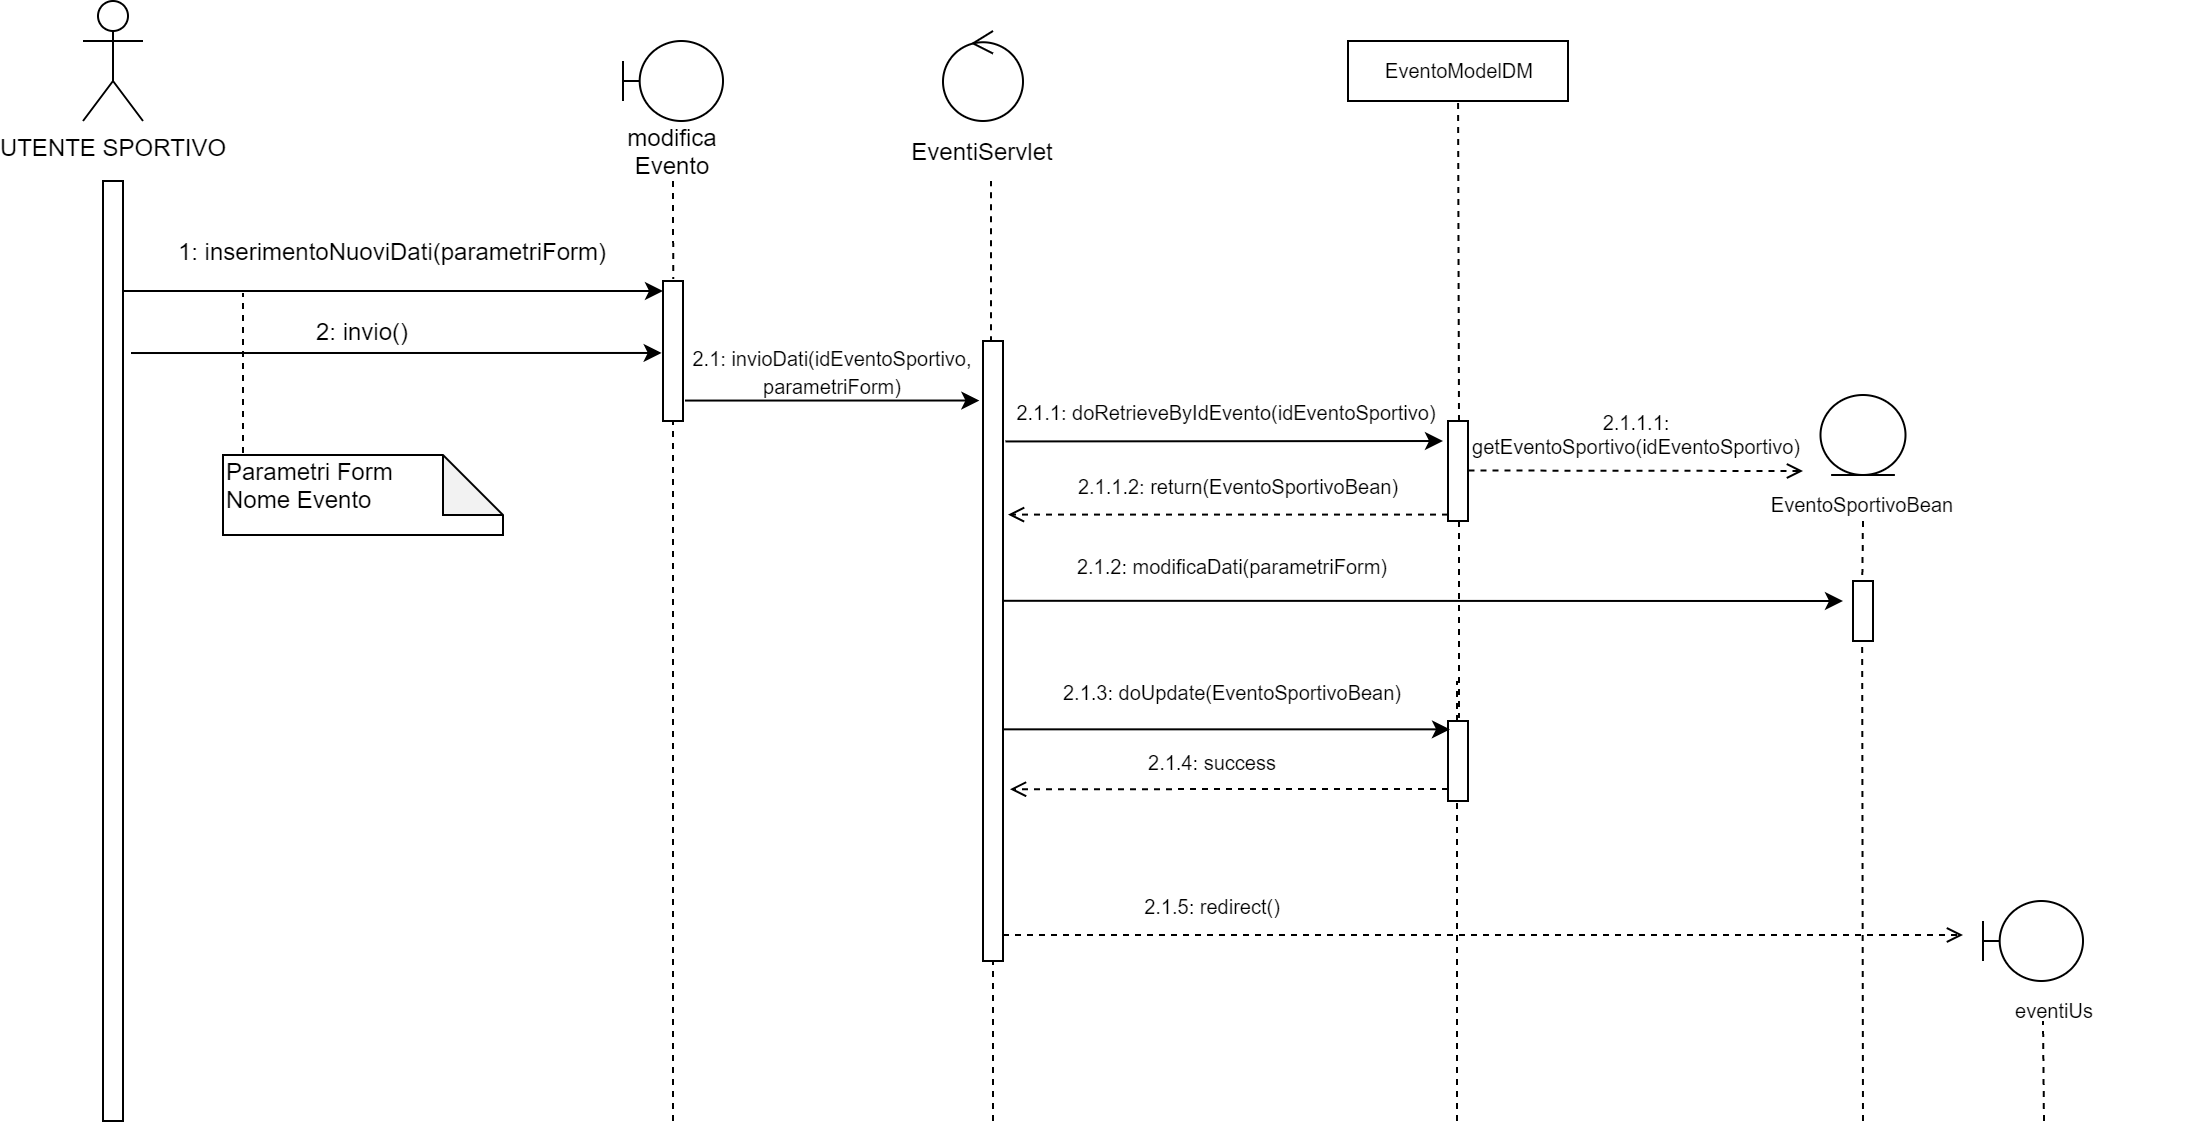 UTENTE SPORTIVO
modifica
Evento
EventiServlet
EventoModelDM
1: inserimentoNuoviDati(parametriForm)
2: invio()
2.1: invioDati(idEventoSportivo,
parametriForm)
2.1.1: doRetrieveByIdEvento(idEventoSportivo)
2.1.1.1:
getEventoSportivo(idEventoSportivo)
Parametri Form
Nome Evento
2.1.1.2: return(EventoSportivoBean)
EventoSportivoBean
2.1.2: modificaDati(parametriForm)
2.1.3: doUpdate(EventoSportivoBean)
2.1.4: success
2.1.5: redirect()
eventiUs